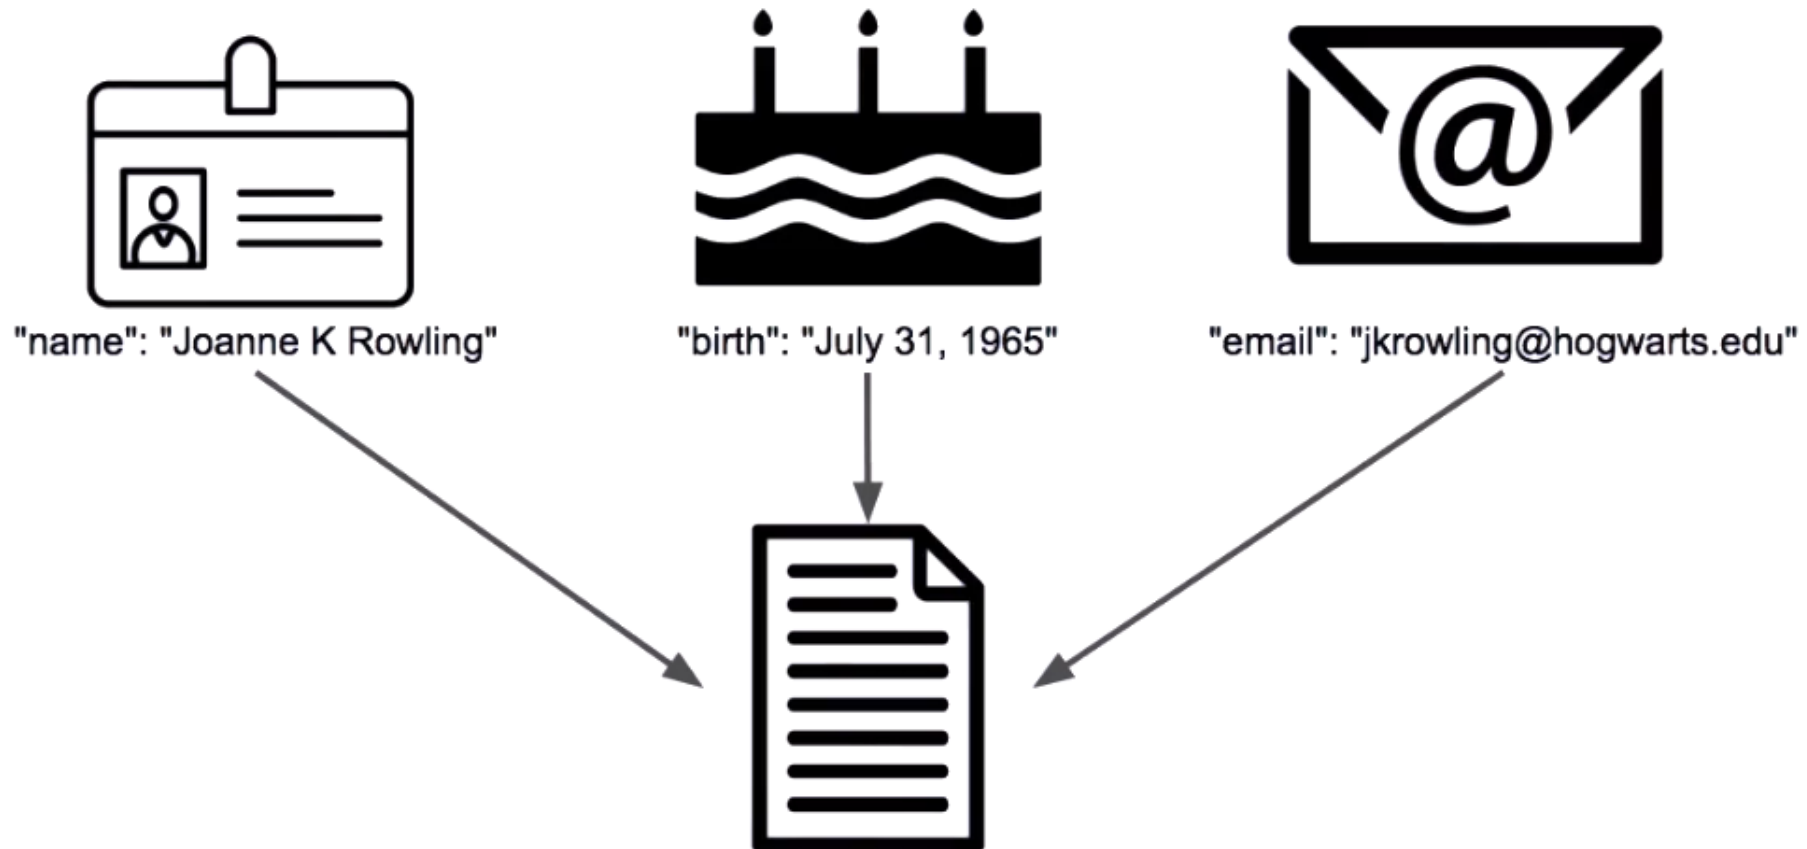 "name": "Joanne K Rowling"
"birth": "July 31, 1965"
"email": "jkrowling@hogwarts.edu"